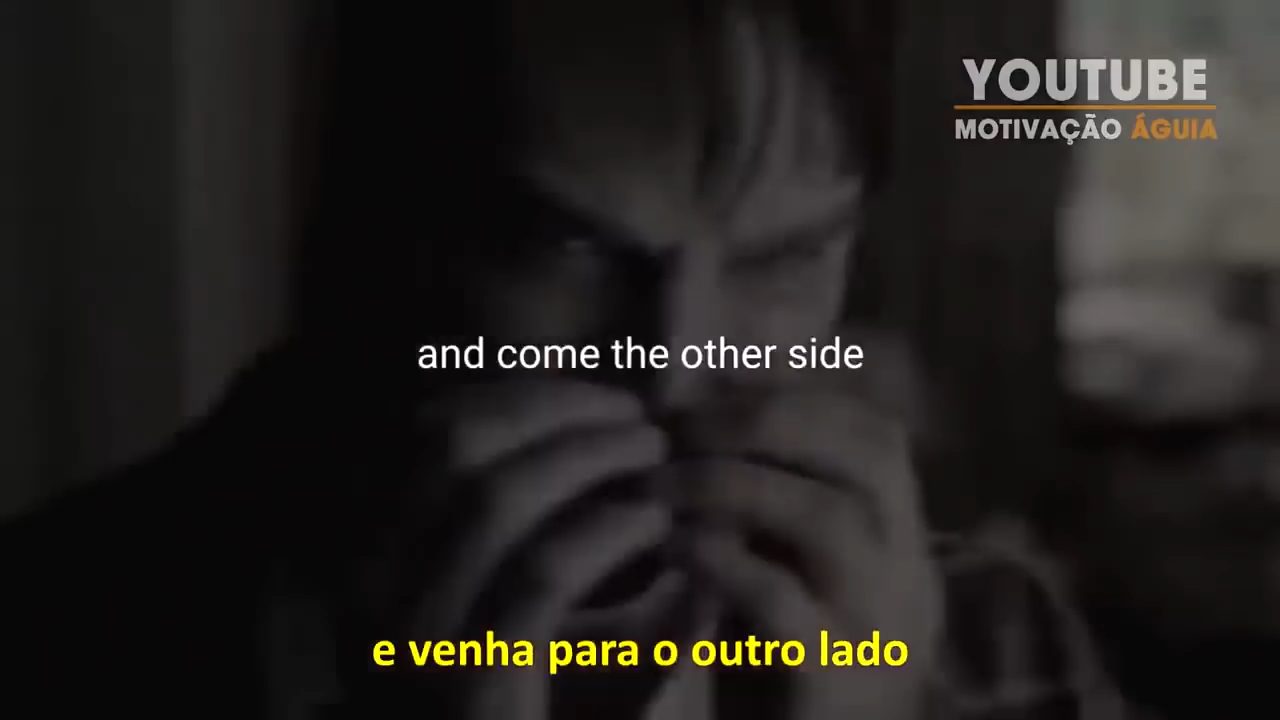 YOUTUBE
MOTIVAÇÃO ÁGUIA
and come the other side
e venha para o outro lado